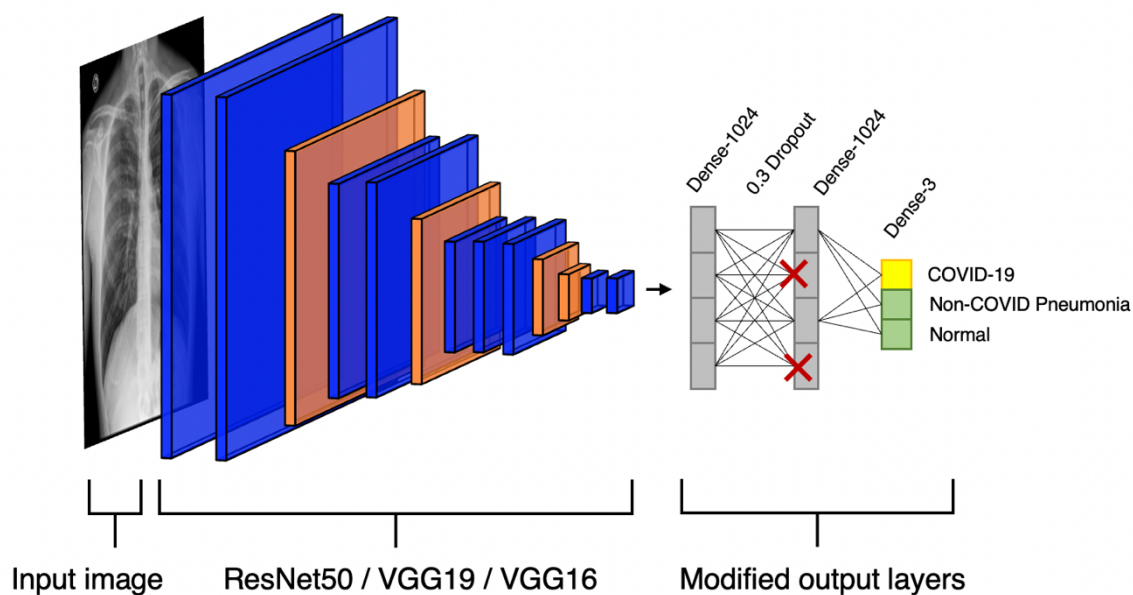 Dense-1024
0.3 Dropout
Dense-1024
Dense-3
COVID-19
Non-COVID Pneumonia
Normal
Input image
ResNet50 / VGG19 / VGG16
Modified output layers